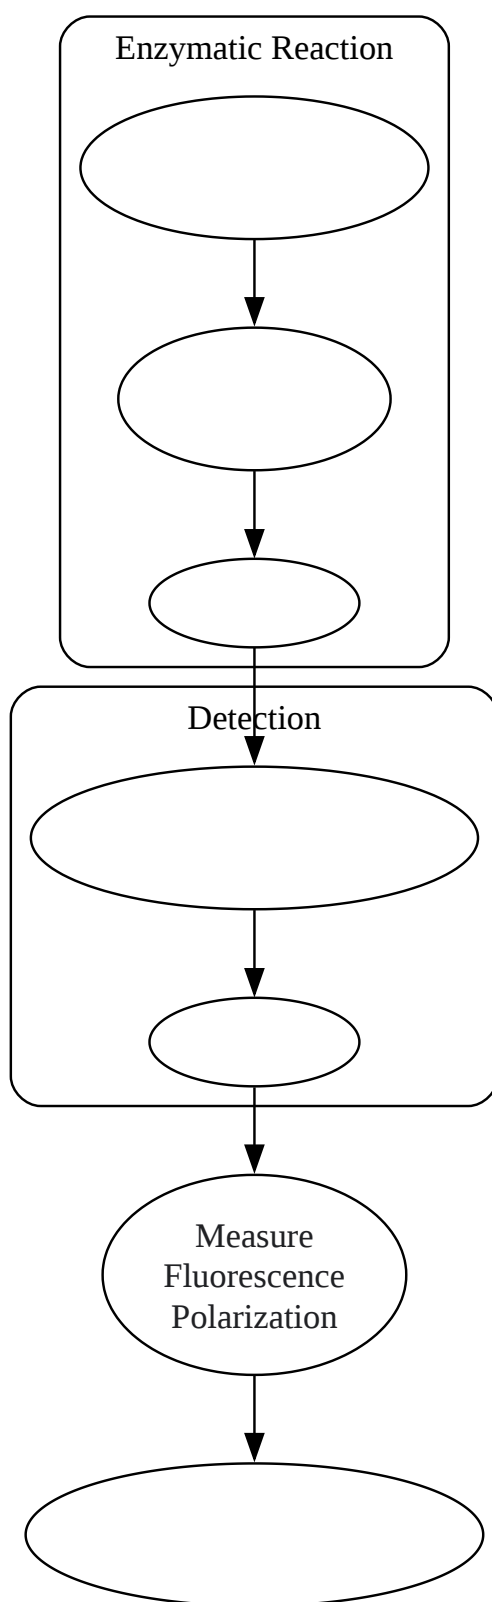 Enzymatic Reaction
Detection
Measure
Fluorescence
Polarization